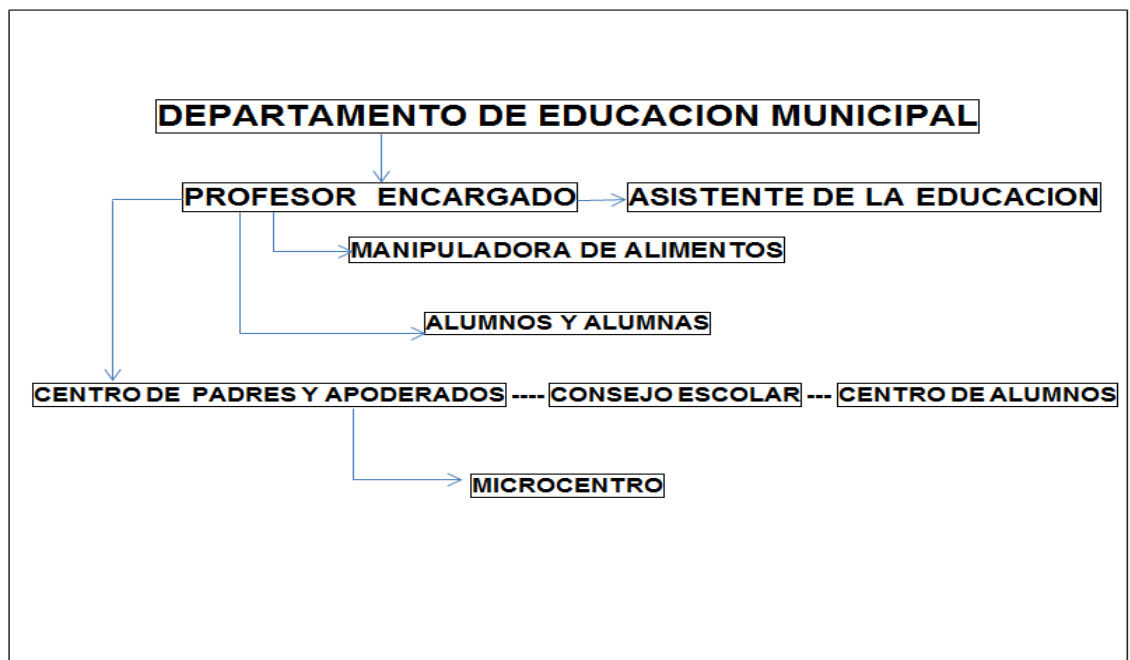 DEPARTAMENTO DE EDUCACION MUNICIPAL
PROFESOR ENCARGADO ASISTENTE DE LA EDUCACION
MANIPULADORA DE ALIMENTOS
ALUMNOS Y ALUMNAS
CENTRO DE PADRES Y APODERADOS ---- CONSEJO ESCOLAR --- CENTRO DE ALUMNOS
MICROCENTRO